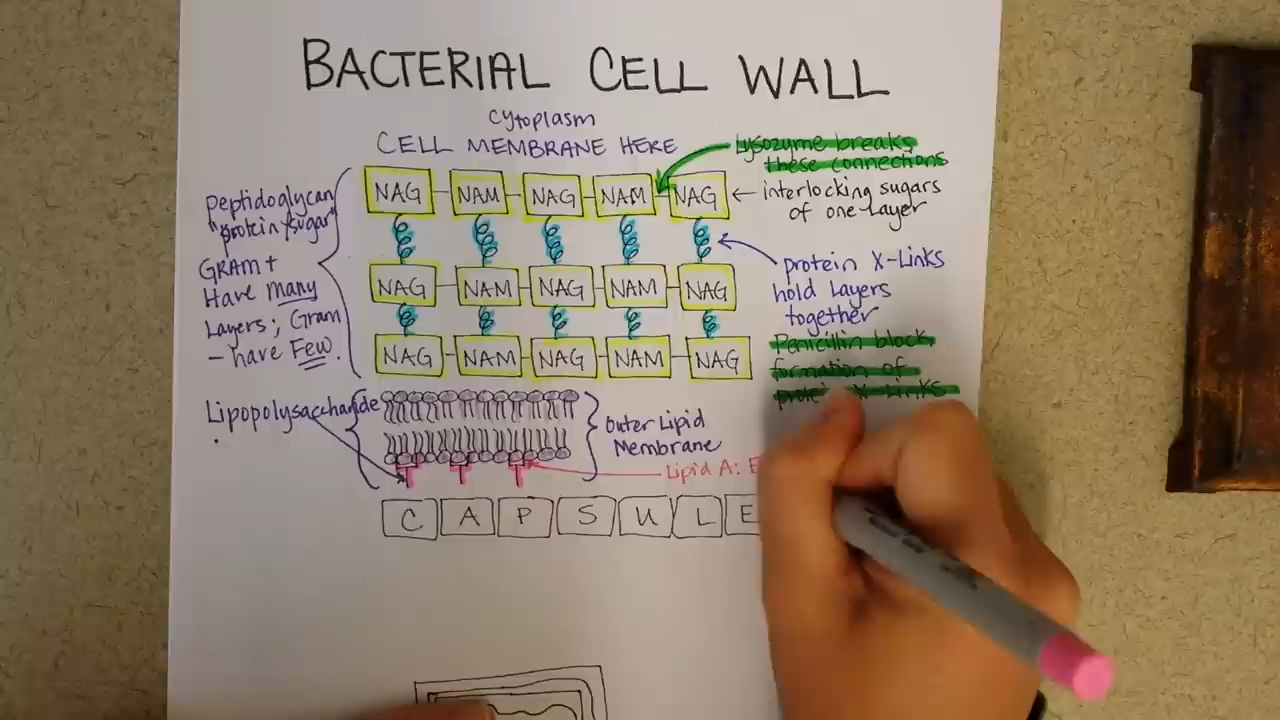 BACTERIAL CELL WALL
Cytoplasm
CELL MEMBRANE HERE
Lysozyme breaks
these connections
NAG NAM NAG NAM NAG
interlocking sugars
of one layer
peptidoglycan
"protein/sugar"
GRAM +
Have many
Layers; Gram
- have Few.
protein X-Links
hold Layers
together
NAG NAM NAG NAM NAG
Penicillin block
formation of
protein X-Links
NAG NAM NAG NAM NAG
Lipopolysaccharide
Outer Lipid
Membrane
Lipid A: E
C A P S U L E